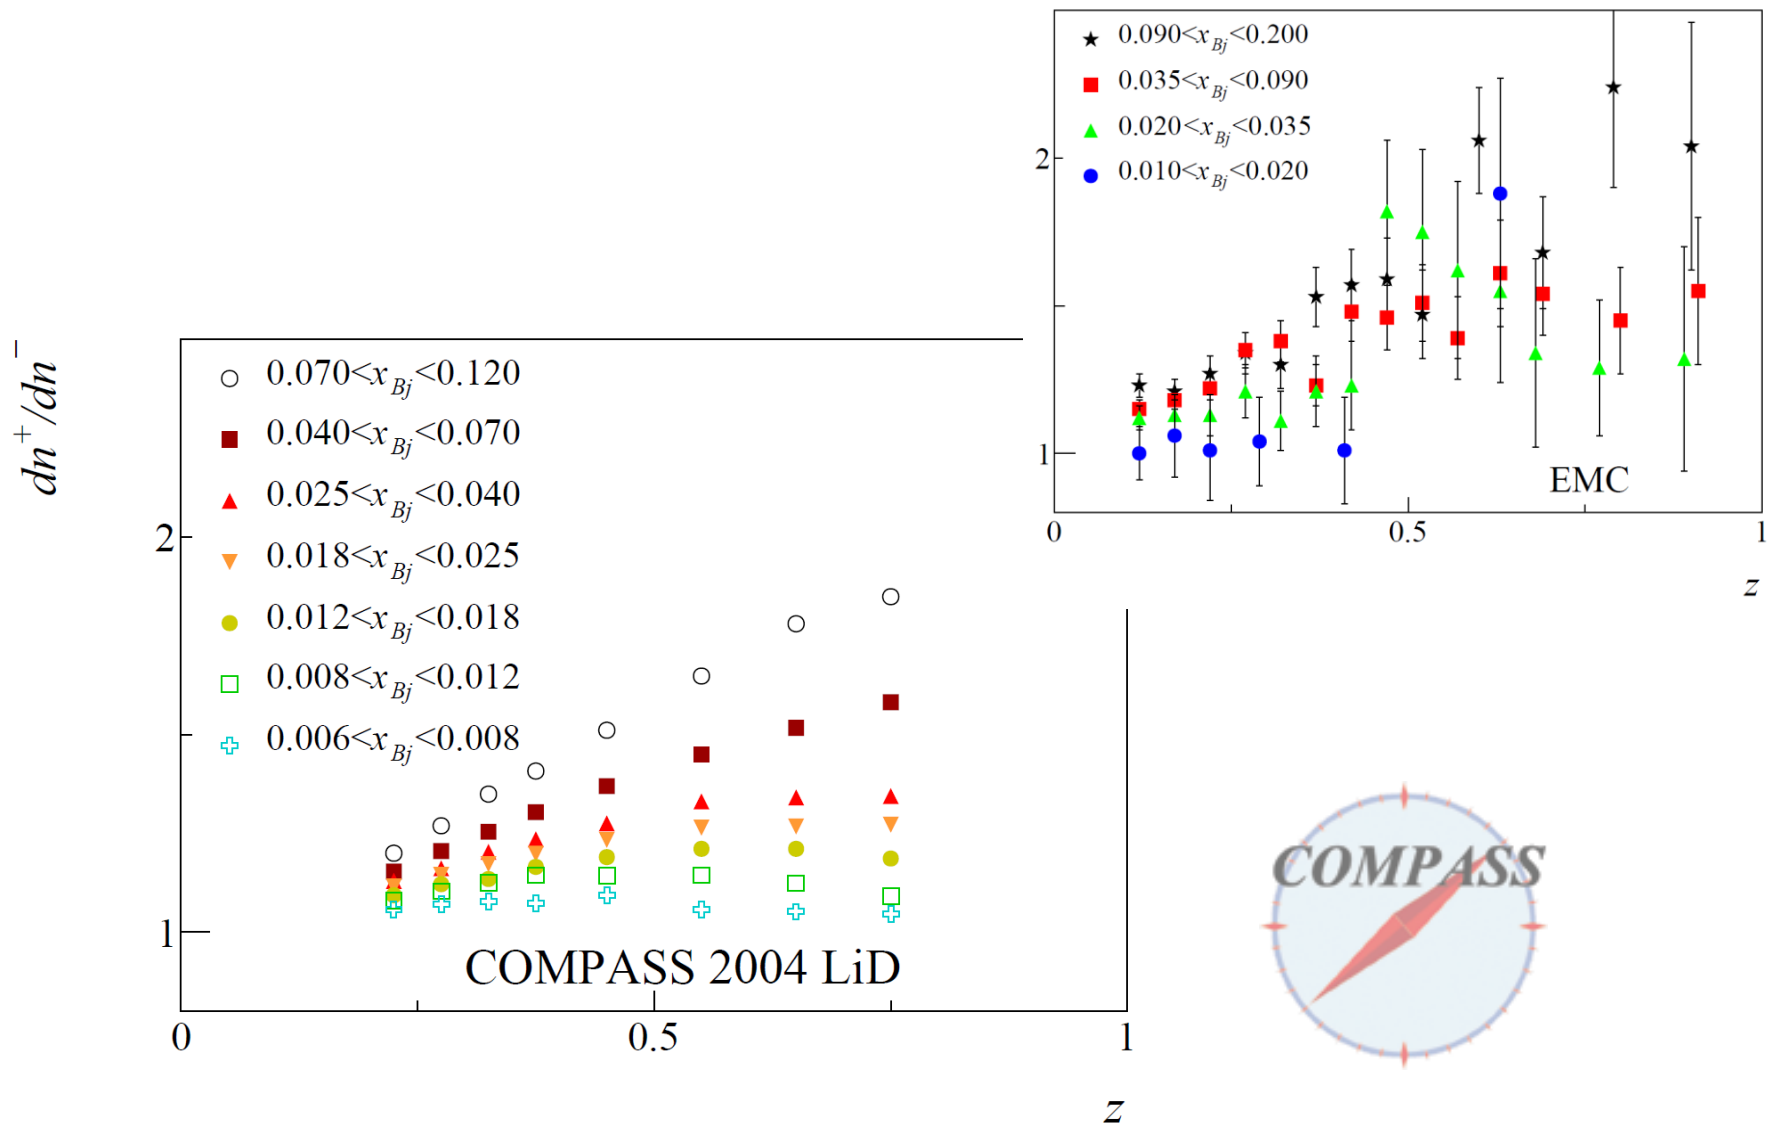 0.090<x_Bj<0.200
0.035<x_Bj<0.090
0.020<x_Bj<0.035
0.010<x_Bj<0.020
2
1
EMC
0 0.5 1
z
dn⁺/dn⁻
0.070<x_Bj<0.120
0.040<x_Bj<0.070
0.025<x_Bj<0.040
0.018<x_Bj<0.025
0.012<x_Bj<0.018
0.008<x_Bj<0.012
0.006<x_Bj<0.008
2
1
COMPASS 2004 LiD
0 0.5 1
z
COMPASS